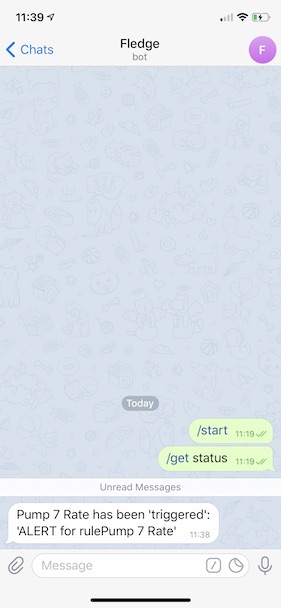 11:39
Chats
Fledge
bot
F
Today
/start 11:19
/get status 11:19
Unread Messages
Pump 7 Rate has been 'triggered':
'ALERT for rulePump 7 Rate' 11:38
Message